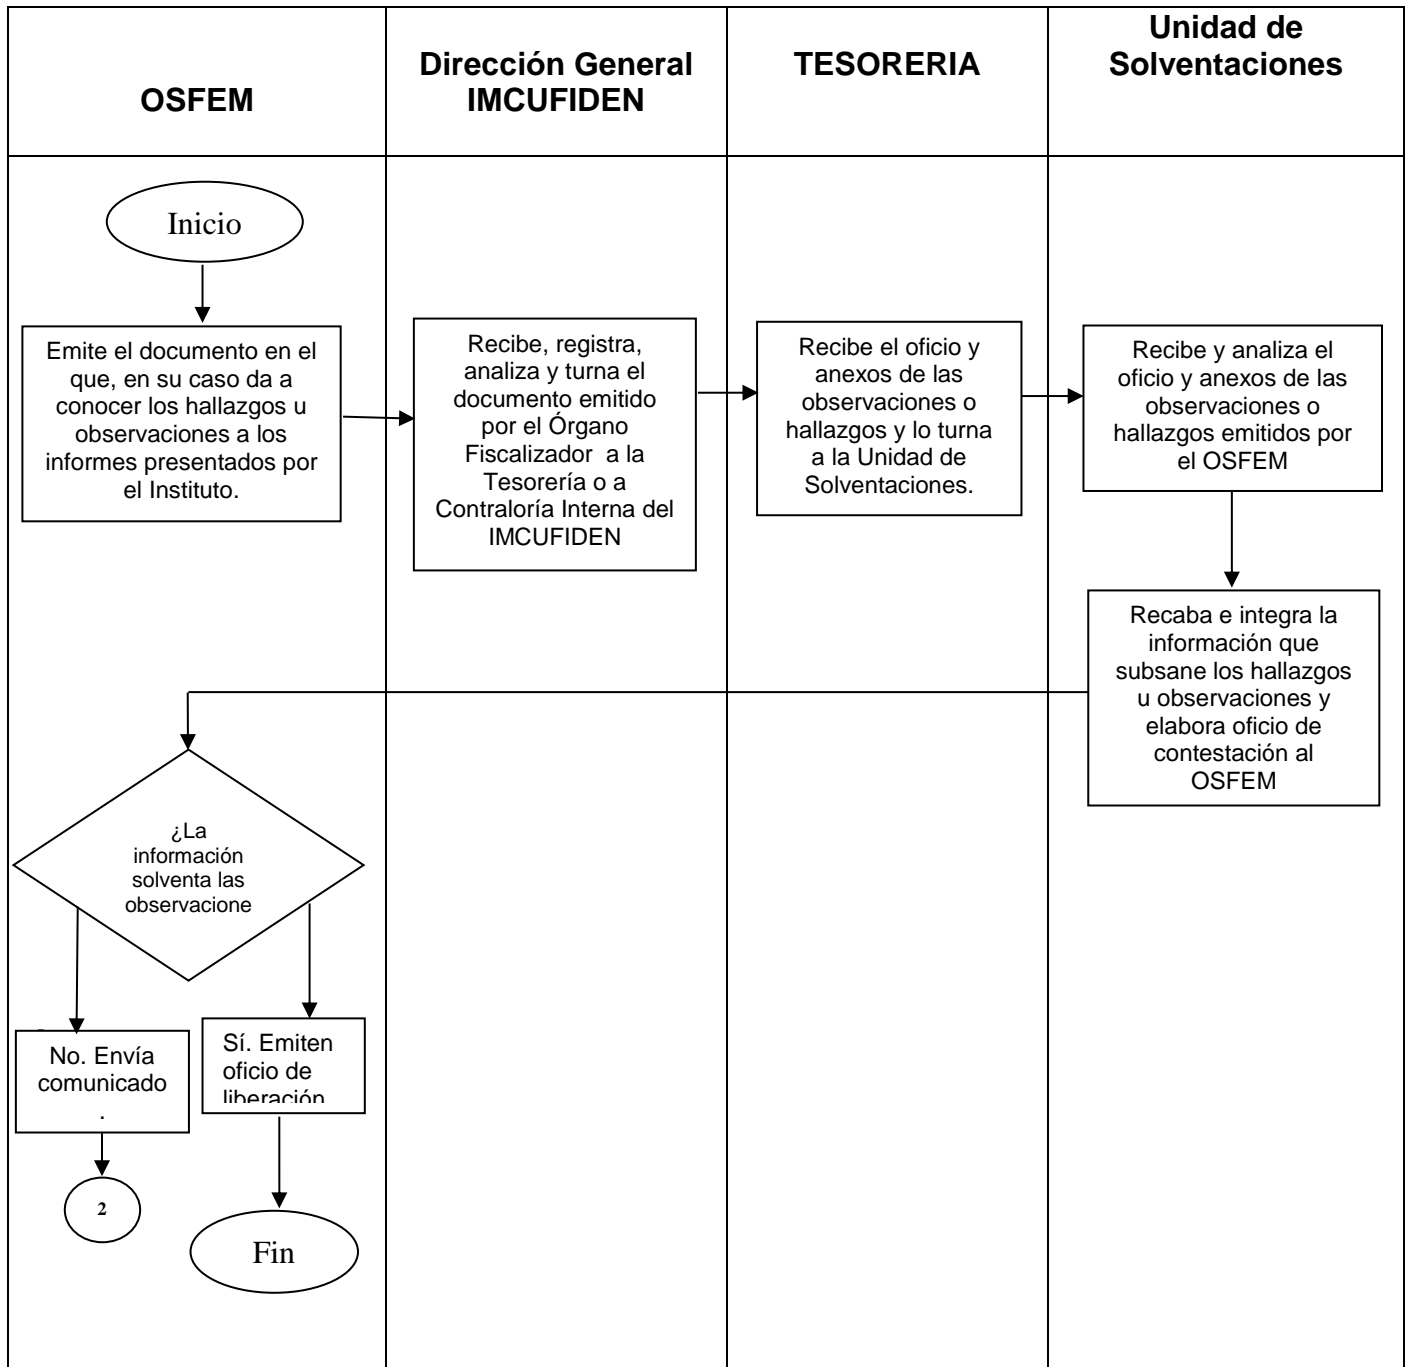 OSFEM
Dirección General
IMCUFIDEN
TESORERIA
Unidad de
Solventaciones
Inicio
Emite el documento en el
que, en su caso da a
conocer los hallazgos u
observaciones a los
informes presentados por
el Instituto.
Recibe, registra,
analiza y turna el
documento emitido
por el Órgano
Fiscalizador a la
Tesorería o a
Contraloría Interna del
IMCUFIDEN
Recibe el oficio y
anexos de las
observaciones o
hallazgos y lo turna
a la Unidad de
Solventaciones.
Recibe y analiza el
oficio y anexos de las
observaciones o
hallazgos emitidos por
el OSFEM
Recaba e integra la
información que
subsane los hallazgos
u observaciones y
elabora oficio de
contestación al
OSFEM
¿La
información
solventa las
observacione
No. Envía
comunicado
.
Sí. Emiten
oficio de
liberación
2
Fin